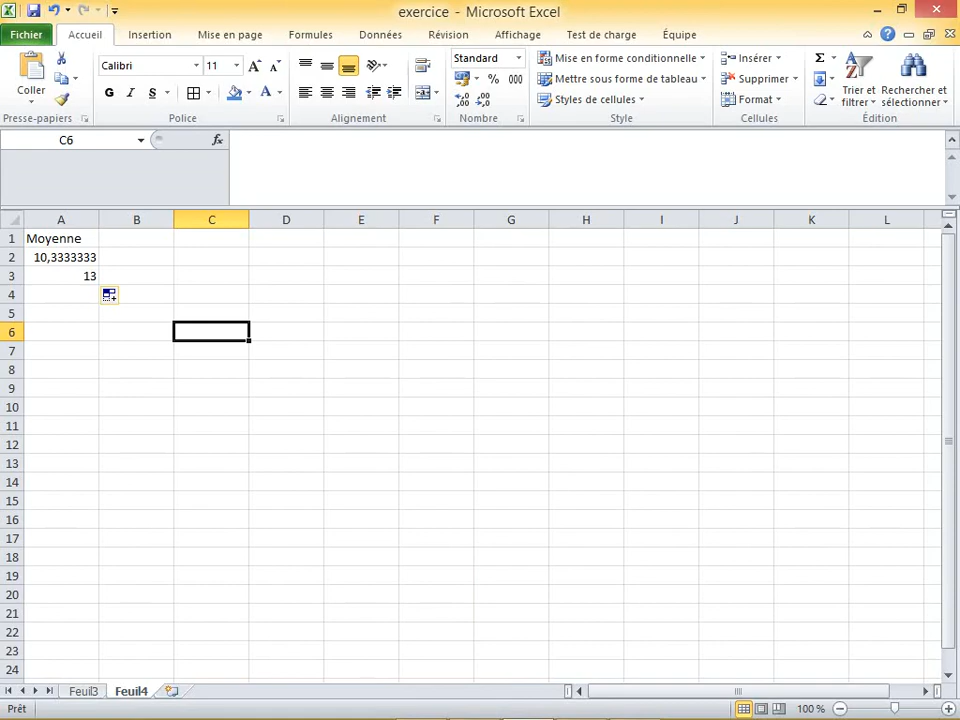 exercice - Microsoft Excel
Fichier Accueil Insertion Mise en page Formules Données Révision Affichage Test de charge Équipe
Coller
Calibri 11
G I S
Standard
% 000
Mise en forme conditionnelle
Mettre sous forme de tableau
Styles de cellules
Insérer
Supprimer
Format
Σ
Trier et filtrer
Rechercher et sélectionner
Presse-papiers Police Alignement Nombre Style Cellules Édition
C6 fx
A B C D E F G H I J K L
1 Moyenne
2 10,3333333
3 13
4
5
6
7
8
9
10
11
12
13
14
15
16
17
18
19
20
21
22
23
24
Feuil3 Feuil4
Prêt 100 %